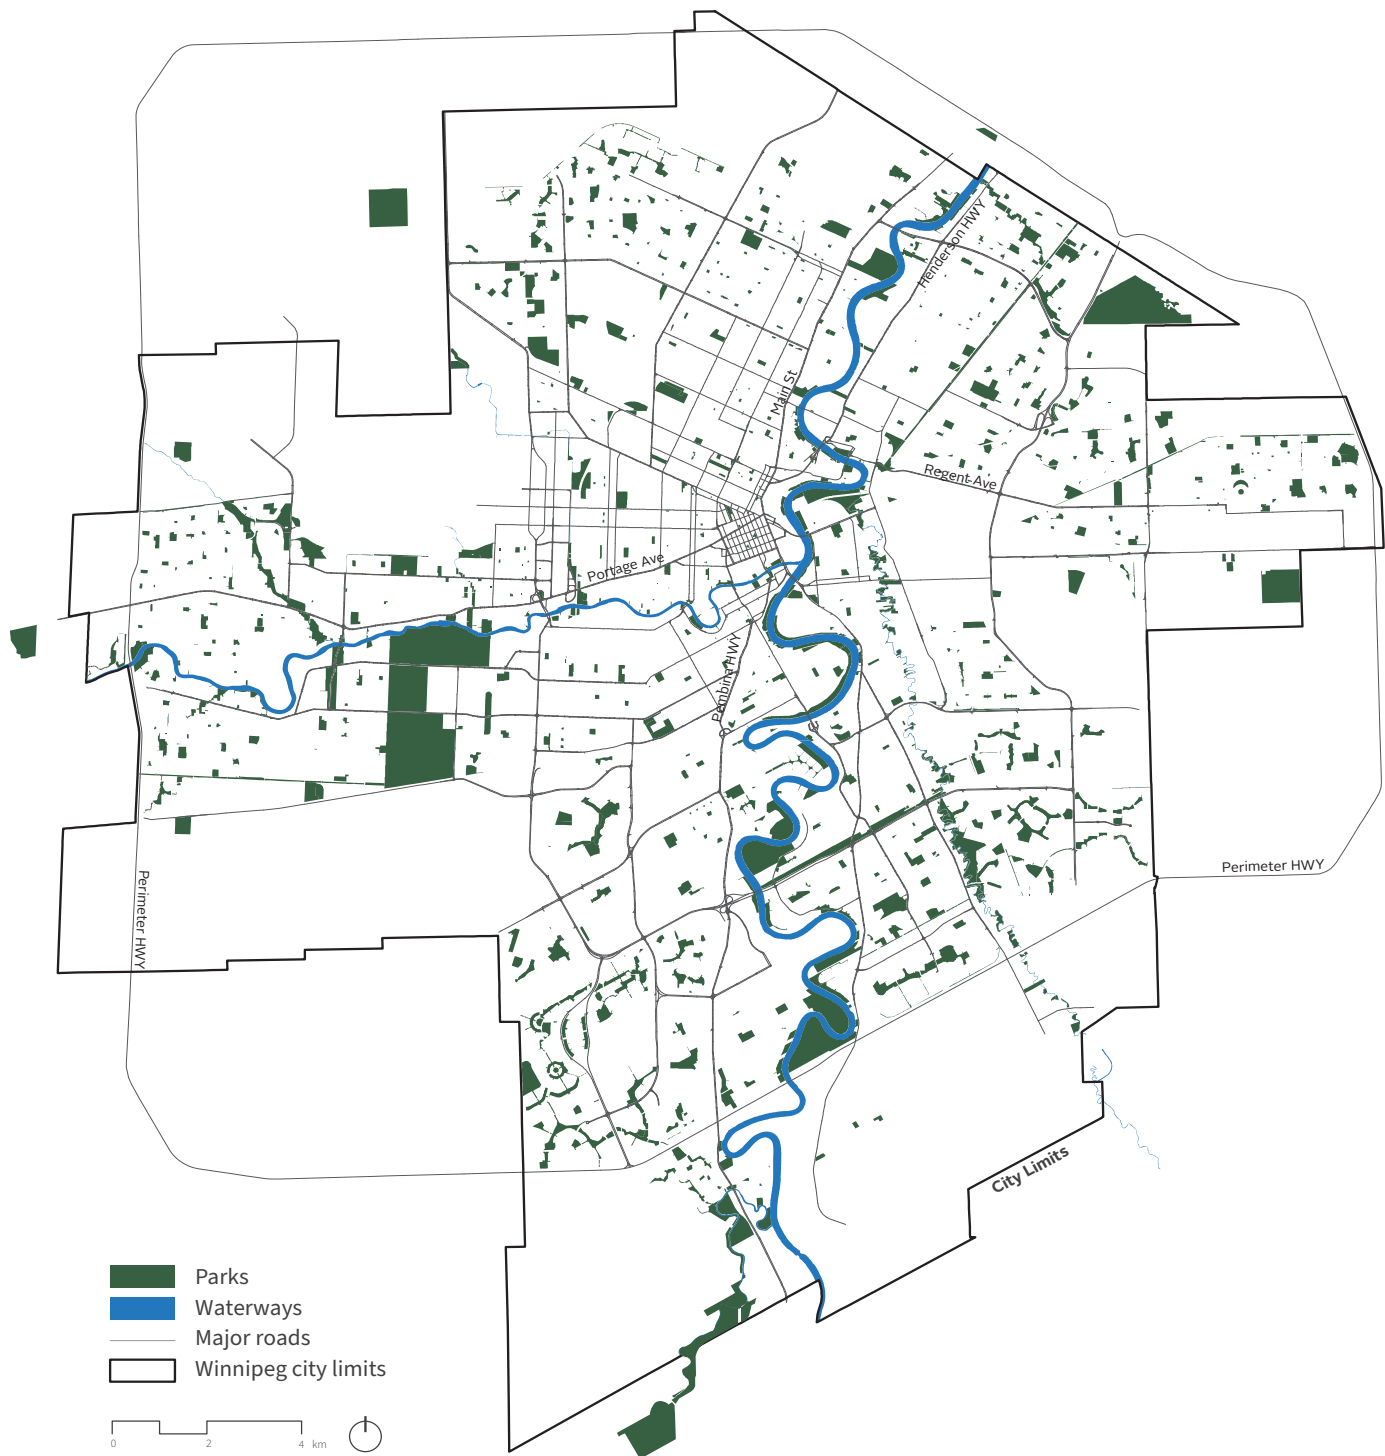 Henderson HWY
Main St
Regent Ave
Portage Ave
Pembina HWY
Perimeter HWY
Perimeter HWY
City Limits
Parks
Waterways
Major roads
Winnipeg city limits
0 2 4 km